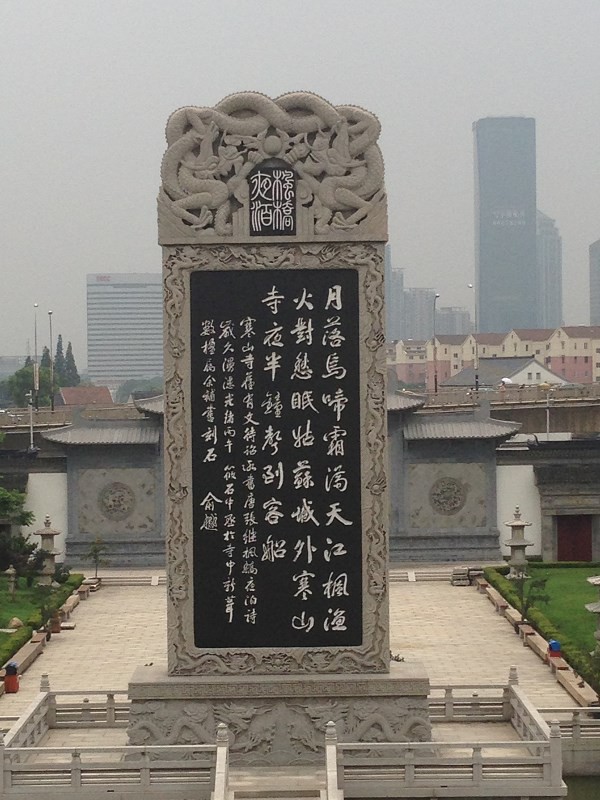 楓橋
夜泊
月落烏啼霜滿天江楓漁
火對愁眠姑蘇城外寒山
寺夜半鐘聲到客船
寒山寺舊有文待詔所書唐張繼楓橋夜泊詩
歲久漫漶光緒丙午筱石中丞於寺中新葺
數楹屬余補書刻石 俞樾